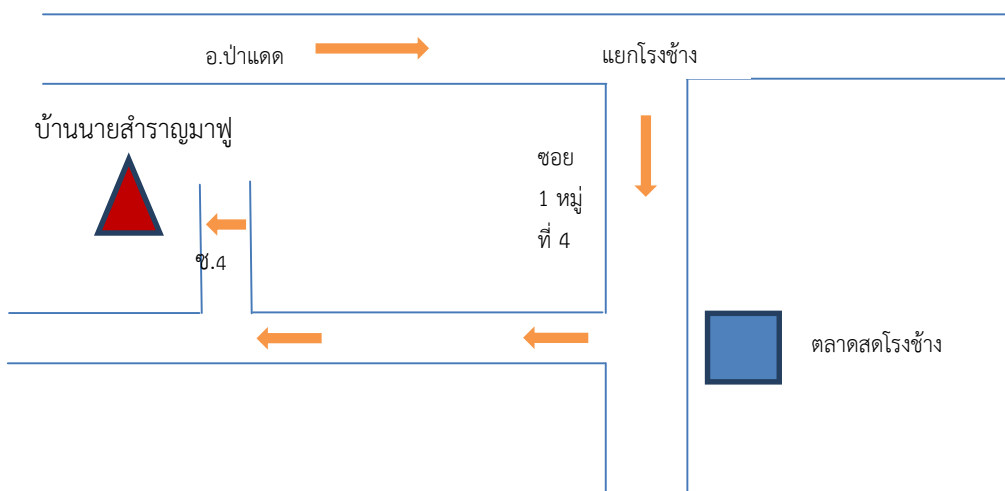 อ.ป่าแดด
แยกโรงช้าง
บ้านนายสำราญมาฟู
ซอย
1 หมู่
ที่ 4
ซ.4
ตลาดสดโรงช้าง